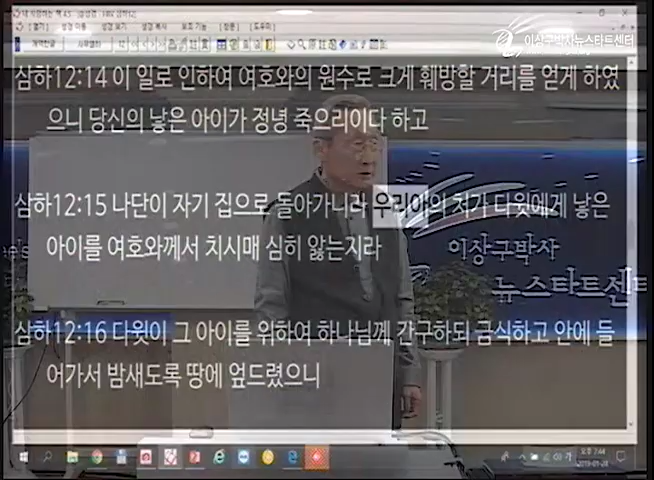 이상구박사뉴스타트센터
삼하12:14 이 일로 인하여 여호와의 원수로 크게 훼방할 거리를 얻게 하였
으니 당신의 낳은 아이가 정녕 죽으리이다 하고
삼하12:15 나단이 자기 집으로 돌아가니라 우리아의 처가 다윗에게 낳은
아이를 여호와께서 치시매 심히 앓는지라
이상구박사
뉴스타트센트
삼하12:16 다윗이 그 아이를 위하여 하나님께 간구하되 금식하고 안에 들
어가서 밤새도록 땅에 엎드렸으니
오후 7:44